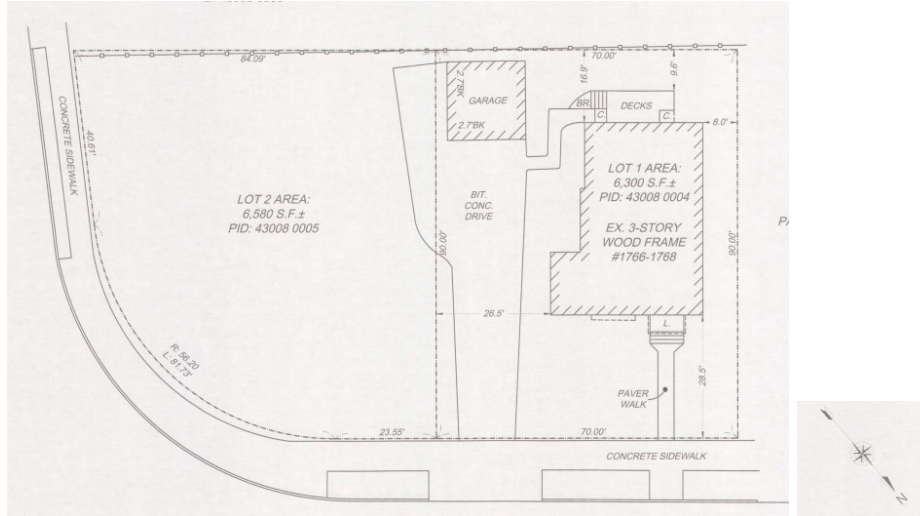 84.09'
70.00'
16.9'
9.6'
2.7'BK
GARAGE
2.7'BK
BR.
C.
DECKS
C.
8.0'
CONCRETE SIDEWALK
40.61'
LOT 2 AREA:
6,580 S.F.±
PID: 43008 0005
BIT.
CONC.
DRIVE
LOT 1 AREA:
6,300 S.F.±
PID: 43008 0004
EX. 3-STORY
WOOD FRAME
#1766-1768
90.00'
90.00'
26.5'
L.
28.5'
R: 56.20
L: 81.73'
PAVER
WALK
23.55'
70.00'
CONCRETE SIDEWALK
N